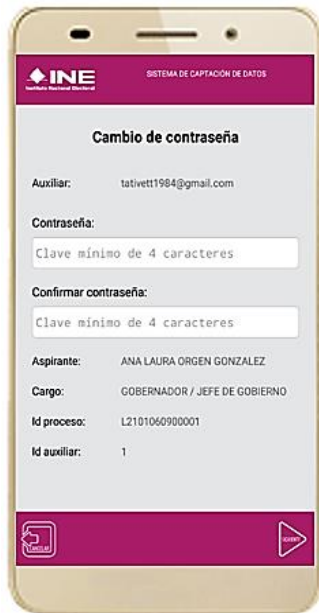 INE
Instituto Nacional Electoral
SISTEMA DE CAPTACIÓN DE DATOS
Cambio de contraseña
Auxiliar: tativett1984@gmail.com
Contraseña:
Clave mínimo de 4 caracteres
Confirmar contraseña:
Clave mínimo de 4 caracteres
Aspirante: ANA LAURA ORGEN GONZALEZ
Cargo: GOBERNADOR / JEFE DE GOBIERNO
Id proceso: L2101060900001
Id auxiliar: 1
CANCELAR
SIGUIENTE